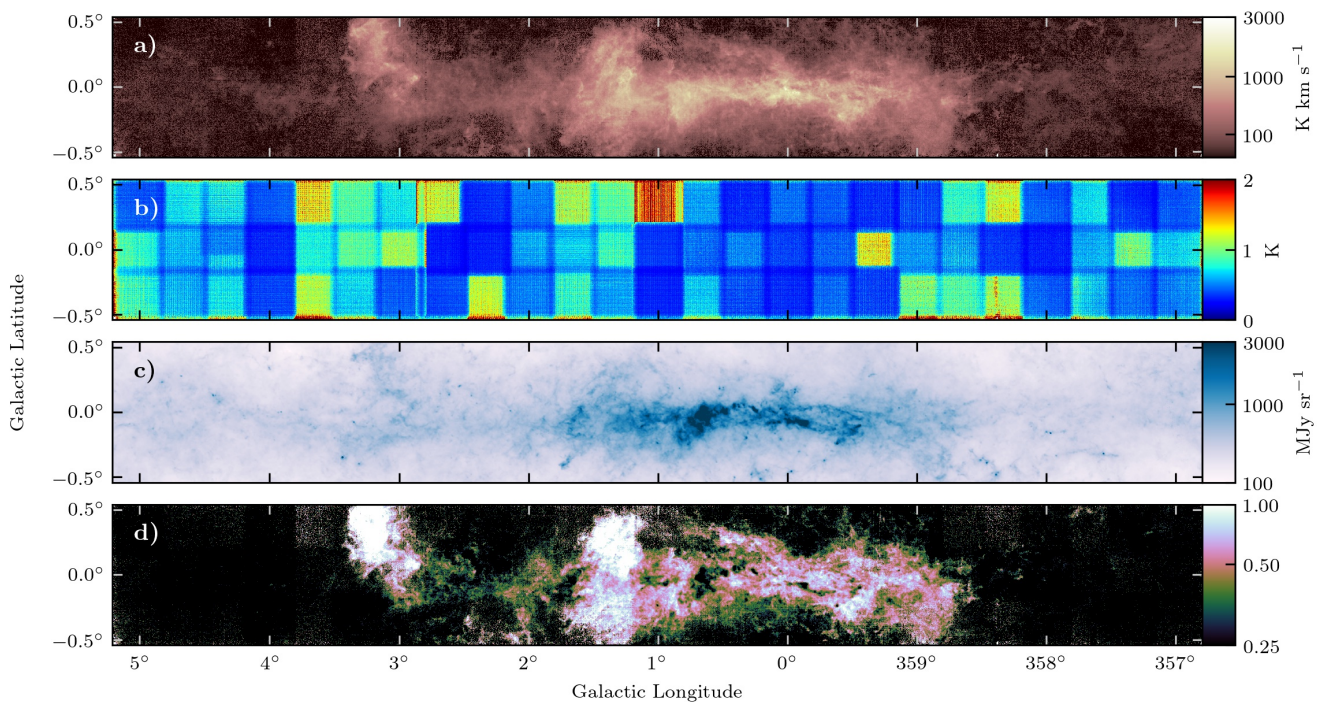 a)
0.5°
0.0°
−0.5°
3000
1000
100
K km s⁻¹
b)
0.5°
0.0°
−0.5°
2
1
0
K
Galactic Latitude
c)
0.5°
0.0°
−0.5°
3000
1000
100
MJy sr⁻¹
d)
0.5°
0.0°
−0.5°
1.00
0.50
0.25
5° 4° 3° 2° 1° 0° 359° 358° 357°
Galactic Longitude